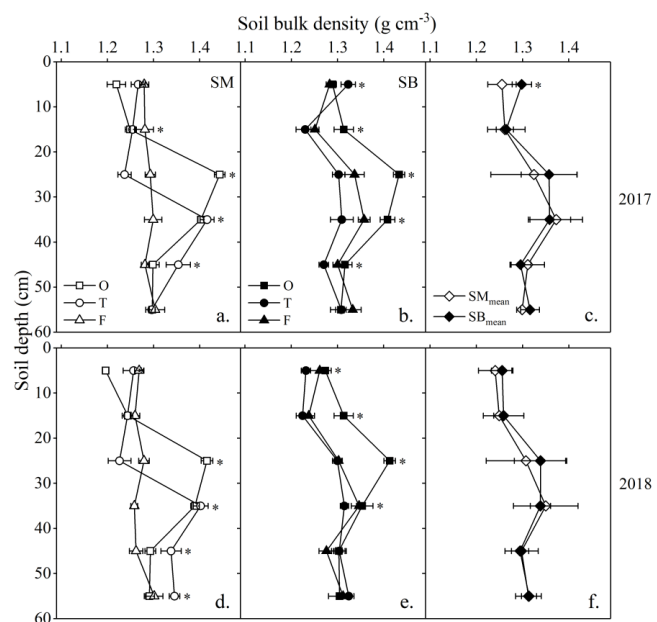 Soil bulk density (g cm-3)
1.1 1.2 1.3 1.4 1.1 1.2 1.3 1.4 1.1 1.2 1.3 1.4
0 SM SB
* *
10
* *
20
* *
30
* * 2017
40
* *
50 O O SMmean
T T SBmean
60 F a. F b. c.
Soil depth (cm)
0
*
10
*
20
* *
30
* * 2018
40
*
50
*
60 d. e. f.